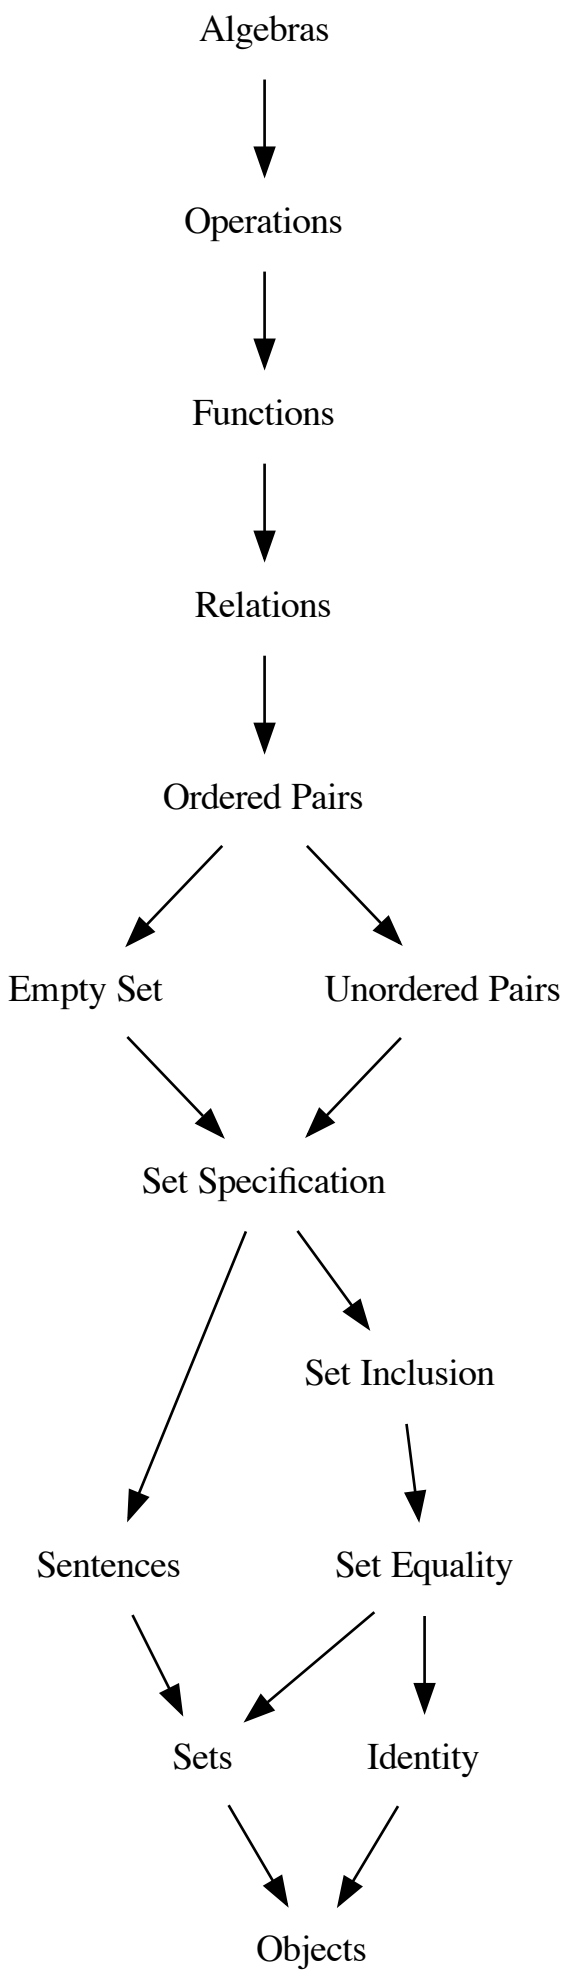 Algebras
Operations
Functions
Relations
Ordered Pairs
Empty Set
Unordered Pairs
Set Specification
Set Inclusion
Sentences
Set Equality
Sets
Identity
Objects